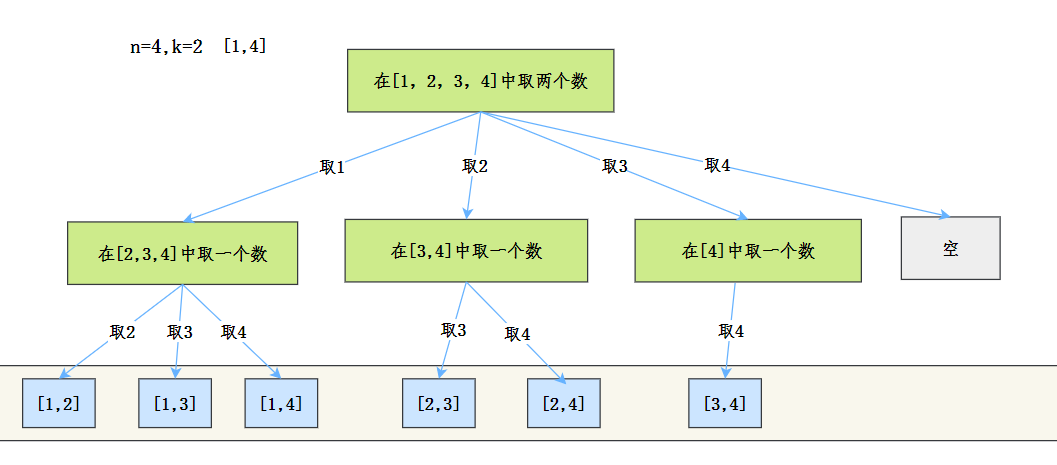 n=4,k=2  [1,4]
在[1, 2, 3, 4]中取两个数
取1
取2
取3
取4
在[2,3,4]中取一个数
在[3,4]中取一个数
在[4]中取一个数
空
取2
取3
取4
取3
取4
取4
[1,2]
[1,3]
[1,4]
[2,3]
[2,4]
[3,4]